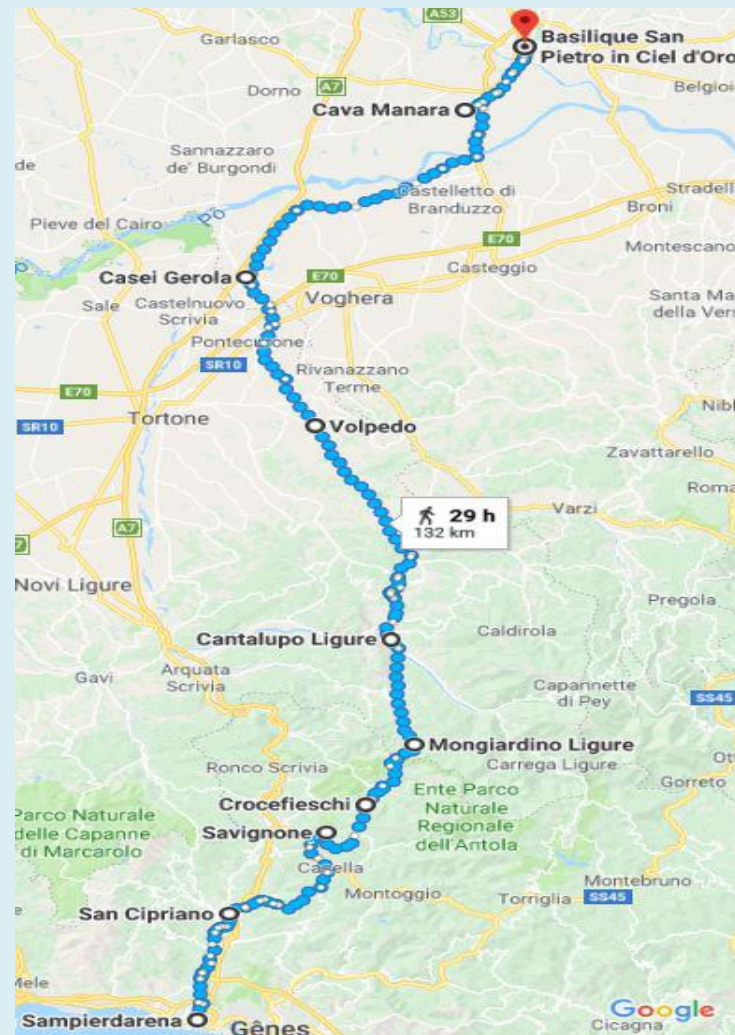 A53
Garlasco
Basilique San
Pietro in Ciel d'Oro
A7
Dorno
Belgioi
Cava Manara
Sannazzaro
de' Burgondi
de
Castelletto di
Branduzzo
Stradell
Broni
Pieve del Cairo
Po
E70
Montescano
Casei Gerola
E70
Casteggio
Sale
Castelnuovo
Scrivia
Voghera
Santa Ma
della Vers
Pontecurone
SR10
Rivanazzano
Terme
E70
Tortone
SR10
Volpedo
Nibb
Zavattarello
Roma
29 h
132 km
Varzi
A7
Novi Ligure
Pregola
Cantalupo Ligure
Caldirola
Gavi
Arquata
Scrivia
Capannette
di Pey
SS45
Mongiardino Ligure
Ott
Ronco Scrivia
Carrega Ligure
Gorreto
Crocefieschi
Ente Parco
Naturale
Regionale
dell'Antola
Parco Naturale
delle Capanne
di Marcarolo
Savignone
Casella
Montebruno
Montoggio
Torriglia
SS45
San Cipriano
Mele
Sampierdarena
Gênes
Google
Cicagna